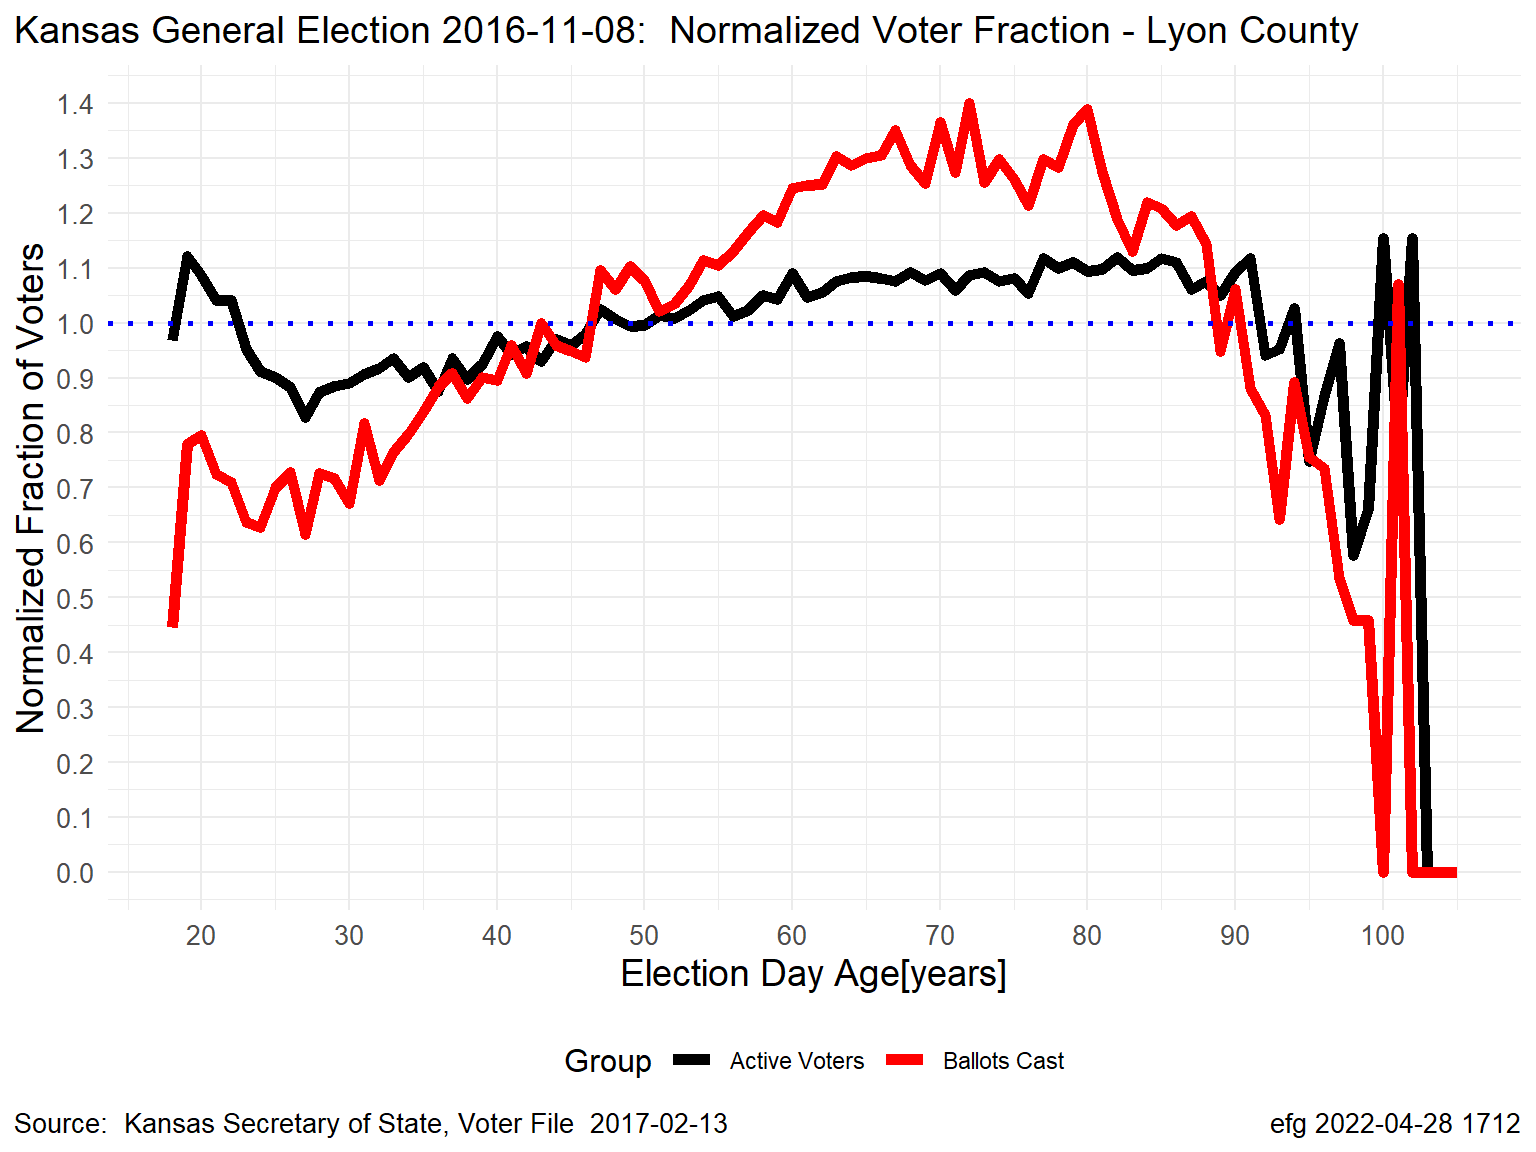 Kansas General Election 2016-11-08:  Normalized Voter Fraction - Lyon County
Normalized Fraction of Voters
1.4
1.3
1.2
1.1
1.0
0.9
0.8
0.7
0.6
0.5
0.4
0.3
0.2
0.1
0.0
20 30 40 50 60 70 80 90 100
Election Day Age[years]
Group Active Voters Ballots Cast
Source:  Kansas Secretary of State, Voter File  2017-02-13
efg 2022-04-28 1712